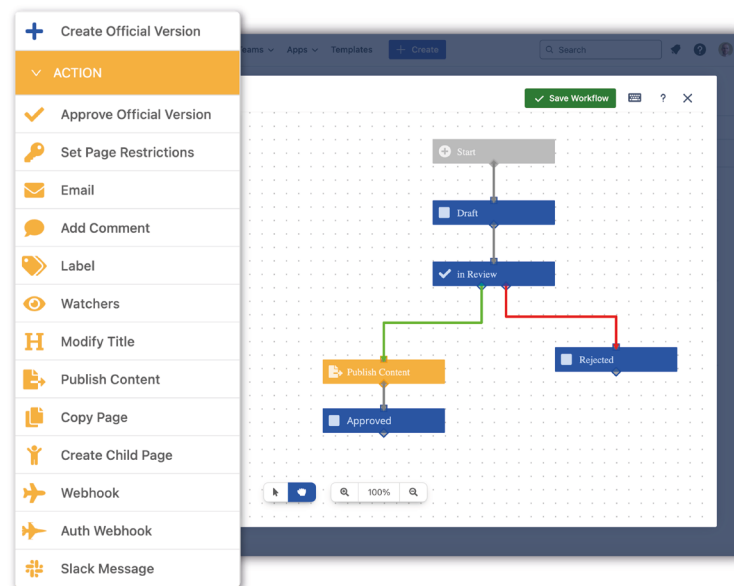 Create Official Version
ACTION
Approve Official Version
Set Page Restrictions
Email
Add Comment
Label
Watchers
Modify Title
Publish Content
Copy Page
Create Child Page
Webhook
Auth Webhook
Slack Message
Apps
Templates
+ Create
Search
Save Workflow
?
Start
Draft
in Review
Publish Content
Rejected
Approved
100%